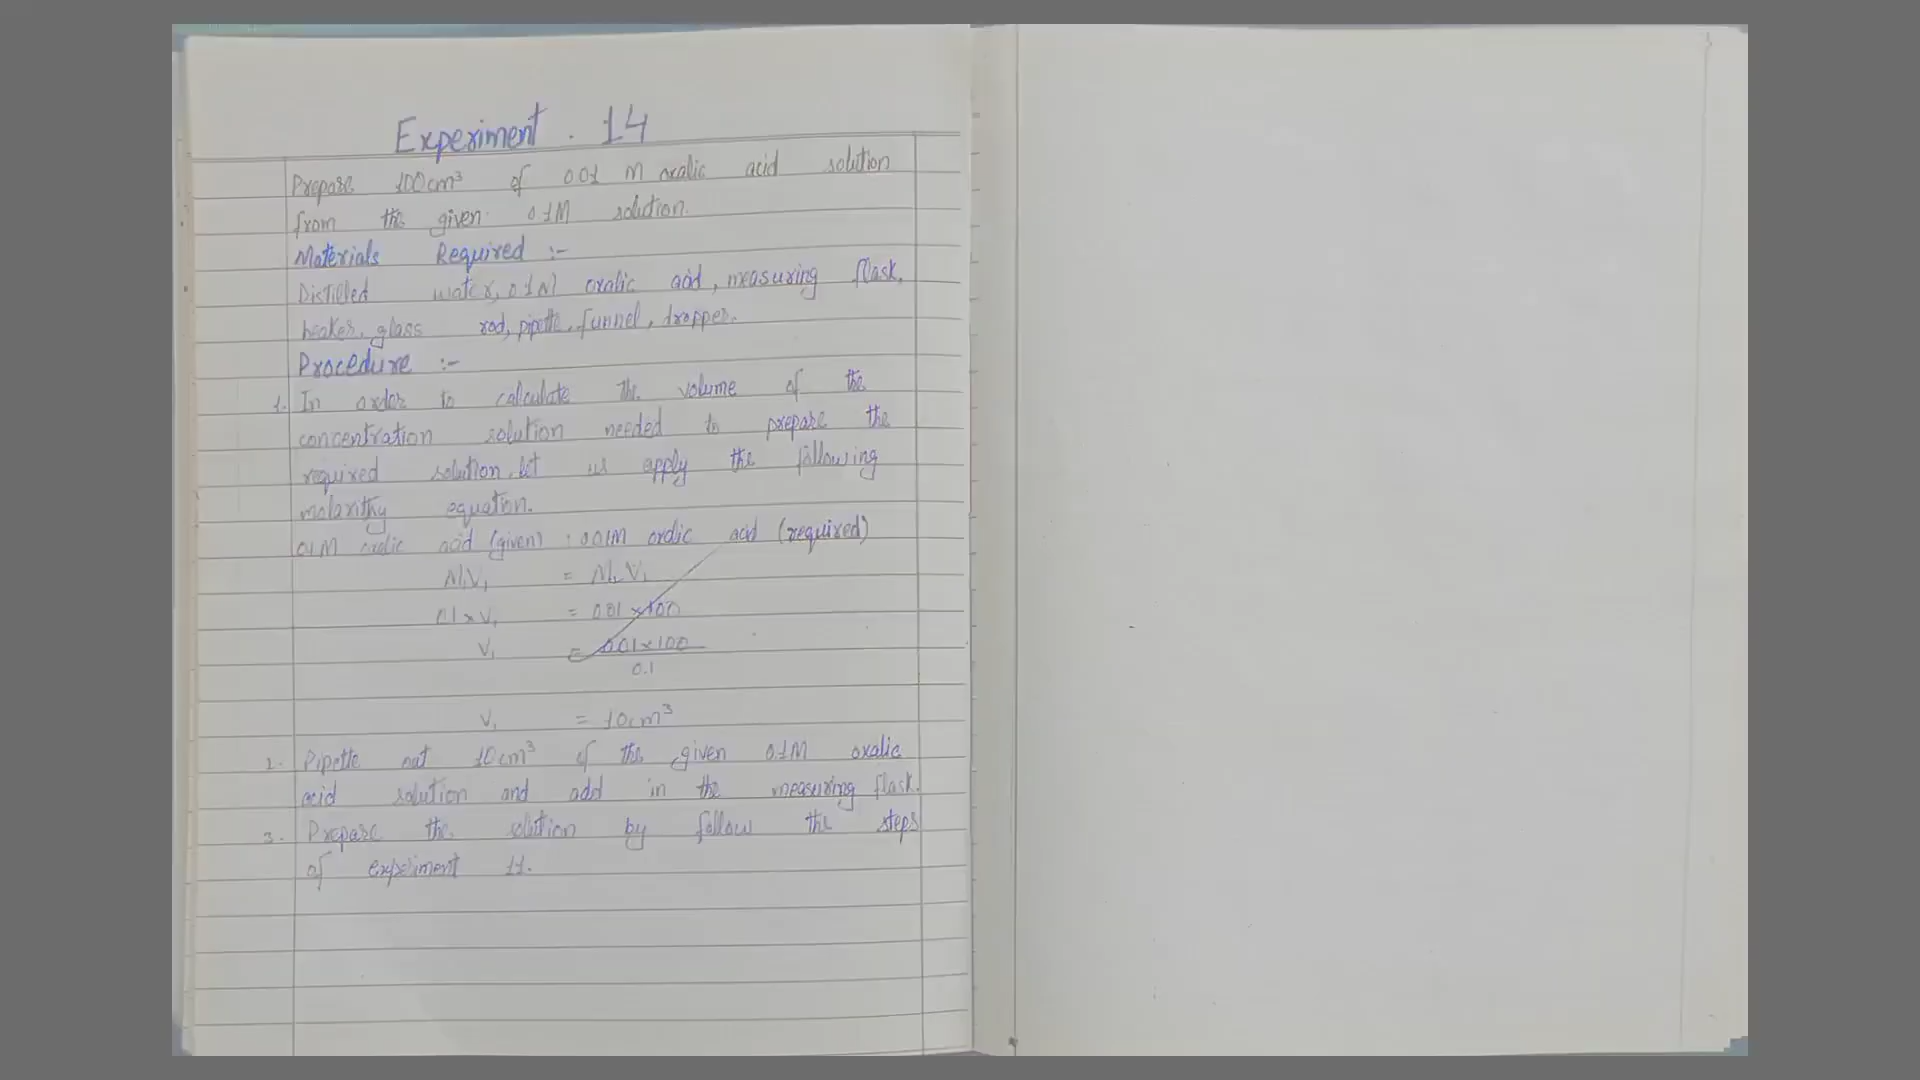 Experiment . 14
Prepare 100cm³ of 0.01 M oxalic acid solution
from the given 0.1M solution.
Materials Required :-
Distilled water, 0.1M oxalic acid, measuring flask,
beaker, glass rod, pipette, funnel, dropper.
Procedure :-
1. In order to calculate the volume of the
concentration solution needed to prepare the
required solution. let us apply the following
molarithy equation.
0.1M oxalic acid (given) : 0.01M oxalic acid (required)
M₁V₁ = M₂V₂
0.1 x V₁ = 0.01 x 100
V₁ = 0.01 x 100
0.1
V₁ = 10cm³
2. Pipette out 10cm³ of the given 0.1M oxalic
acid solution and add in the measuring flask.
3. Prepare the solution by follow the steps
of experiment 11.